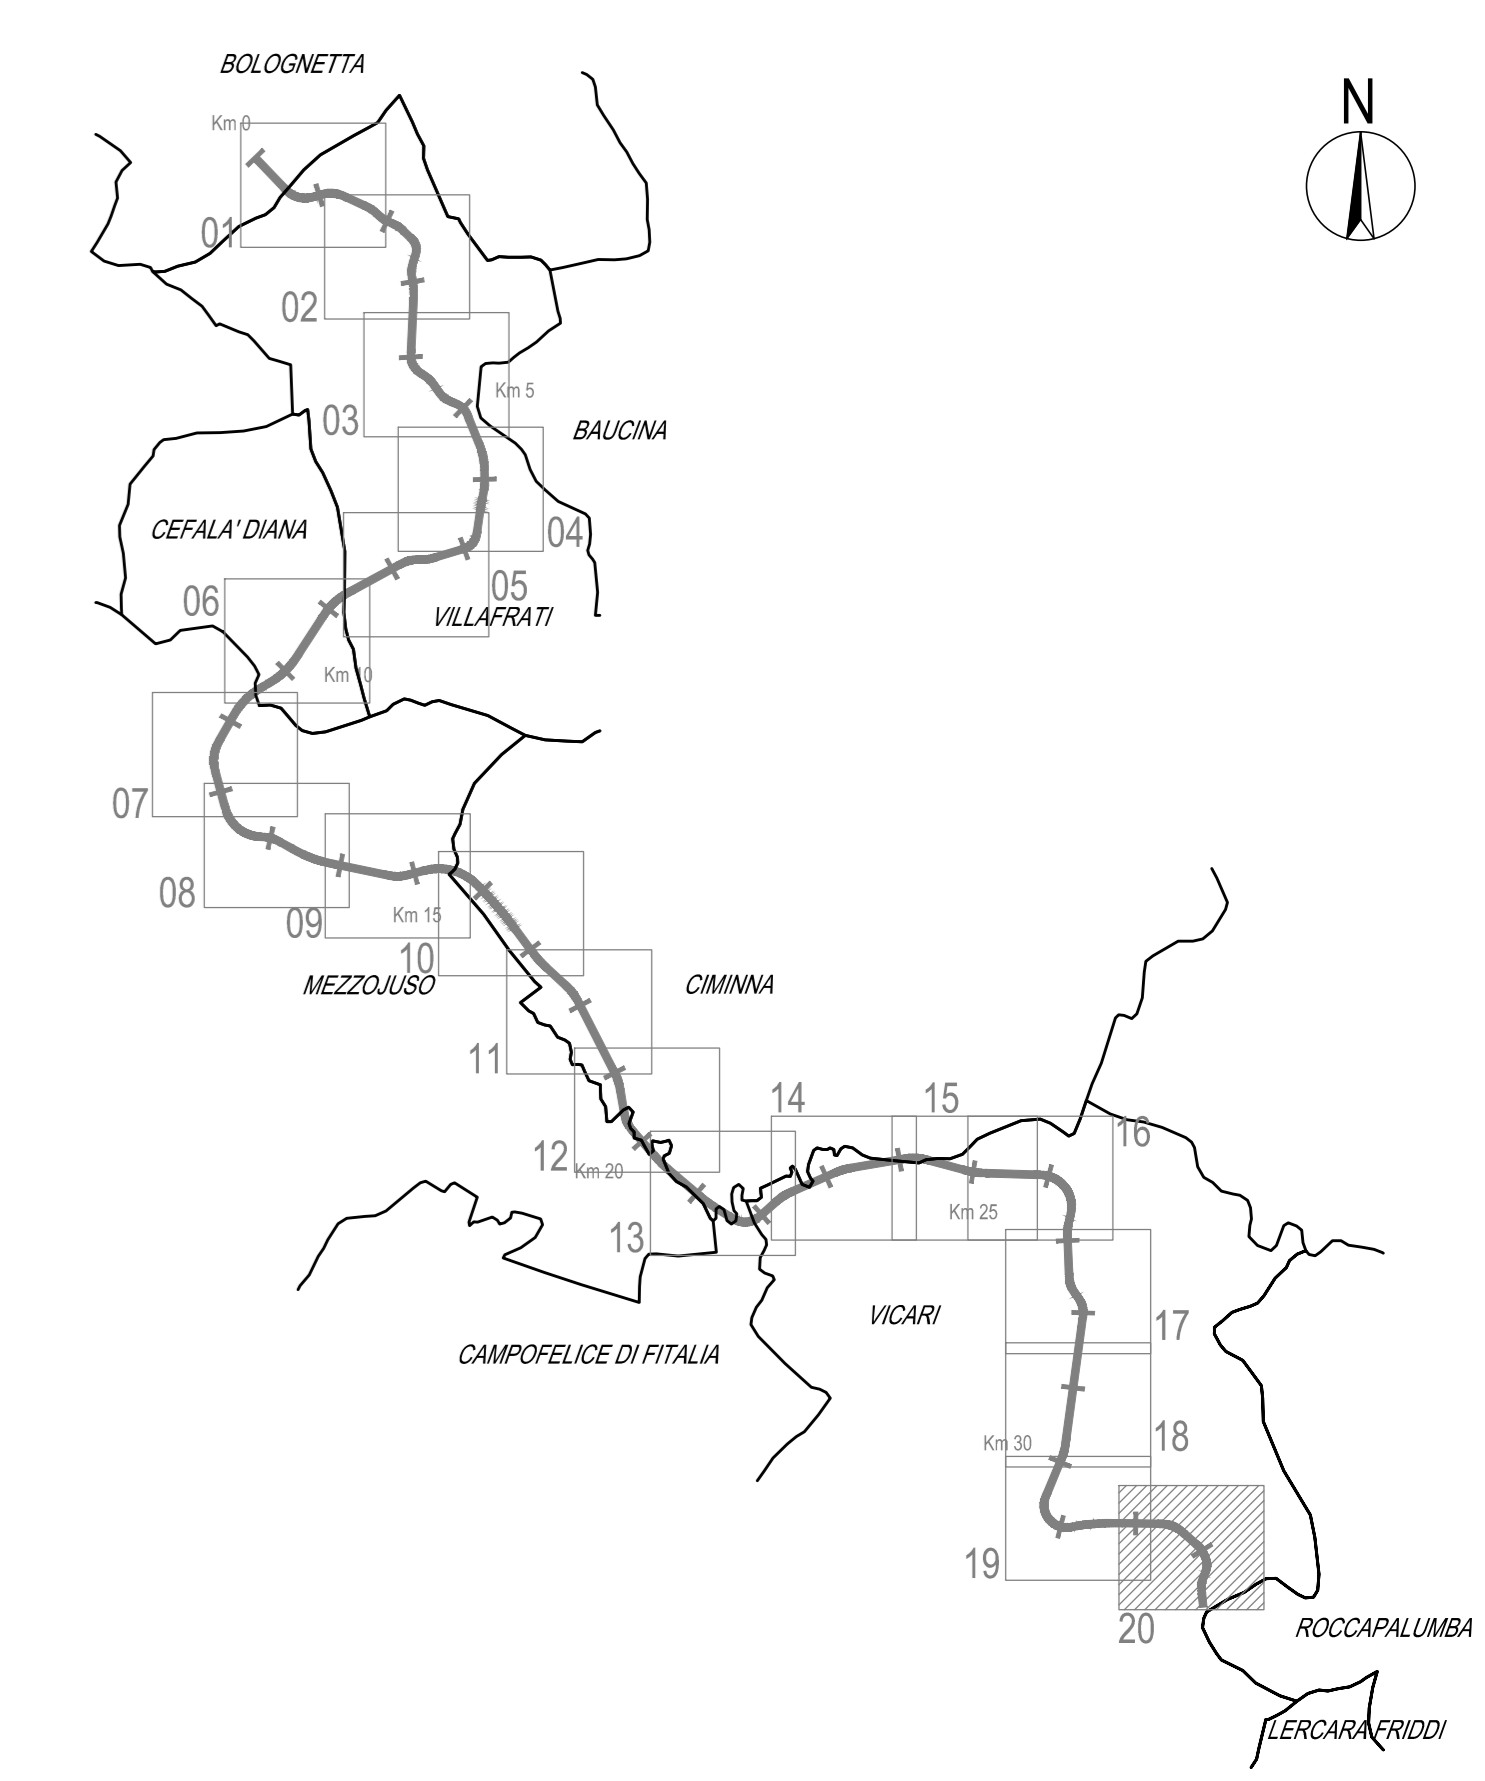 BOLOGNETTA
N
Km 0
01
02
Km 5
03
BAUCINA
CEFALA' DIANA
04
05
06
VILLAFRATI
Km 10
07
08
09
Km 15
10
MEZZOJUSO
CIMINNA
11
14
15
16
12
Km 20
Km 25
13
VICARI
17
CAMPOFELICE DI FITALIA
18
Km 30
19
20
ROCCAPALUMBA
LERCARA FRIDDI